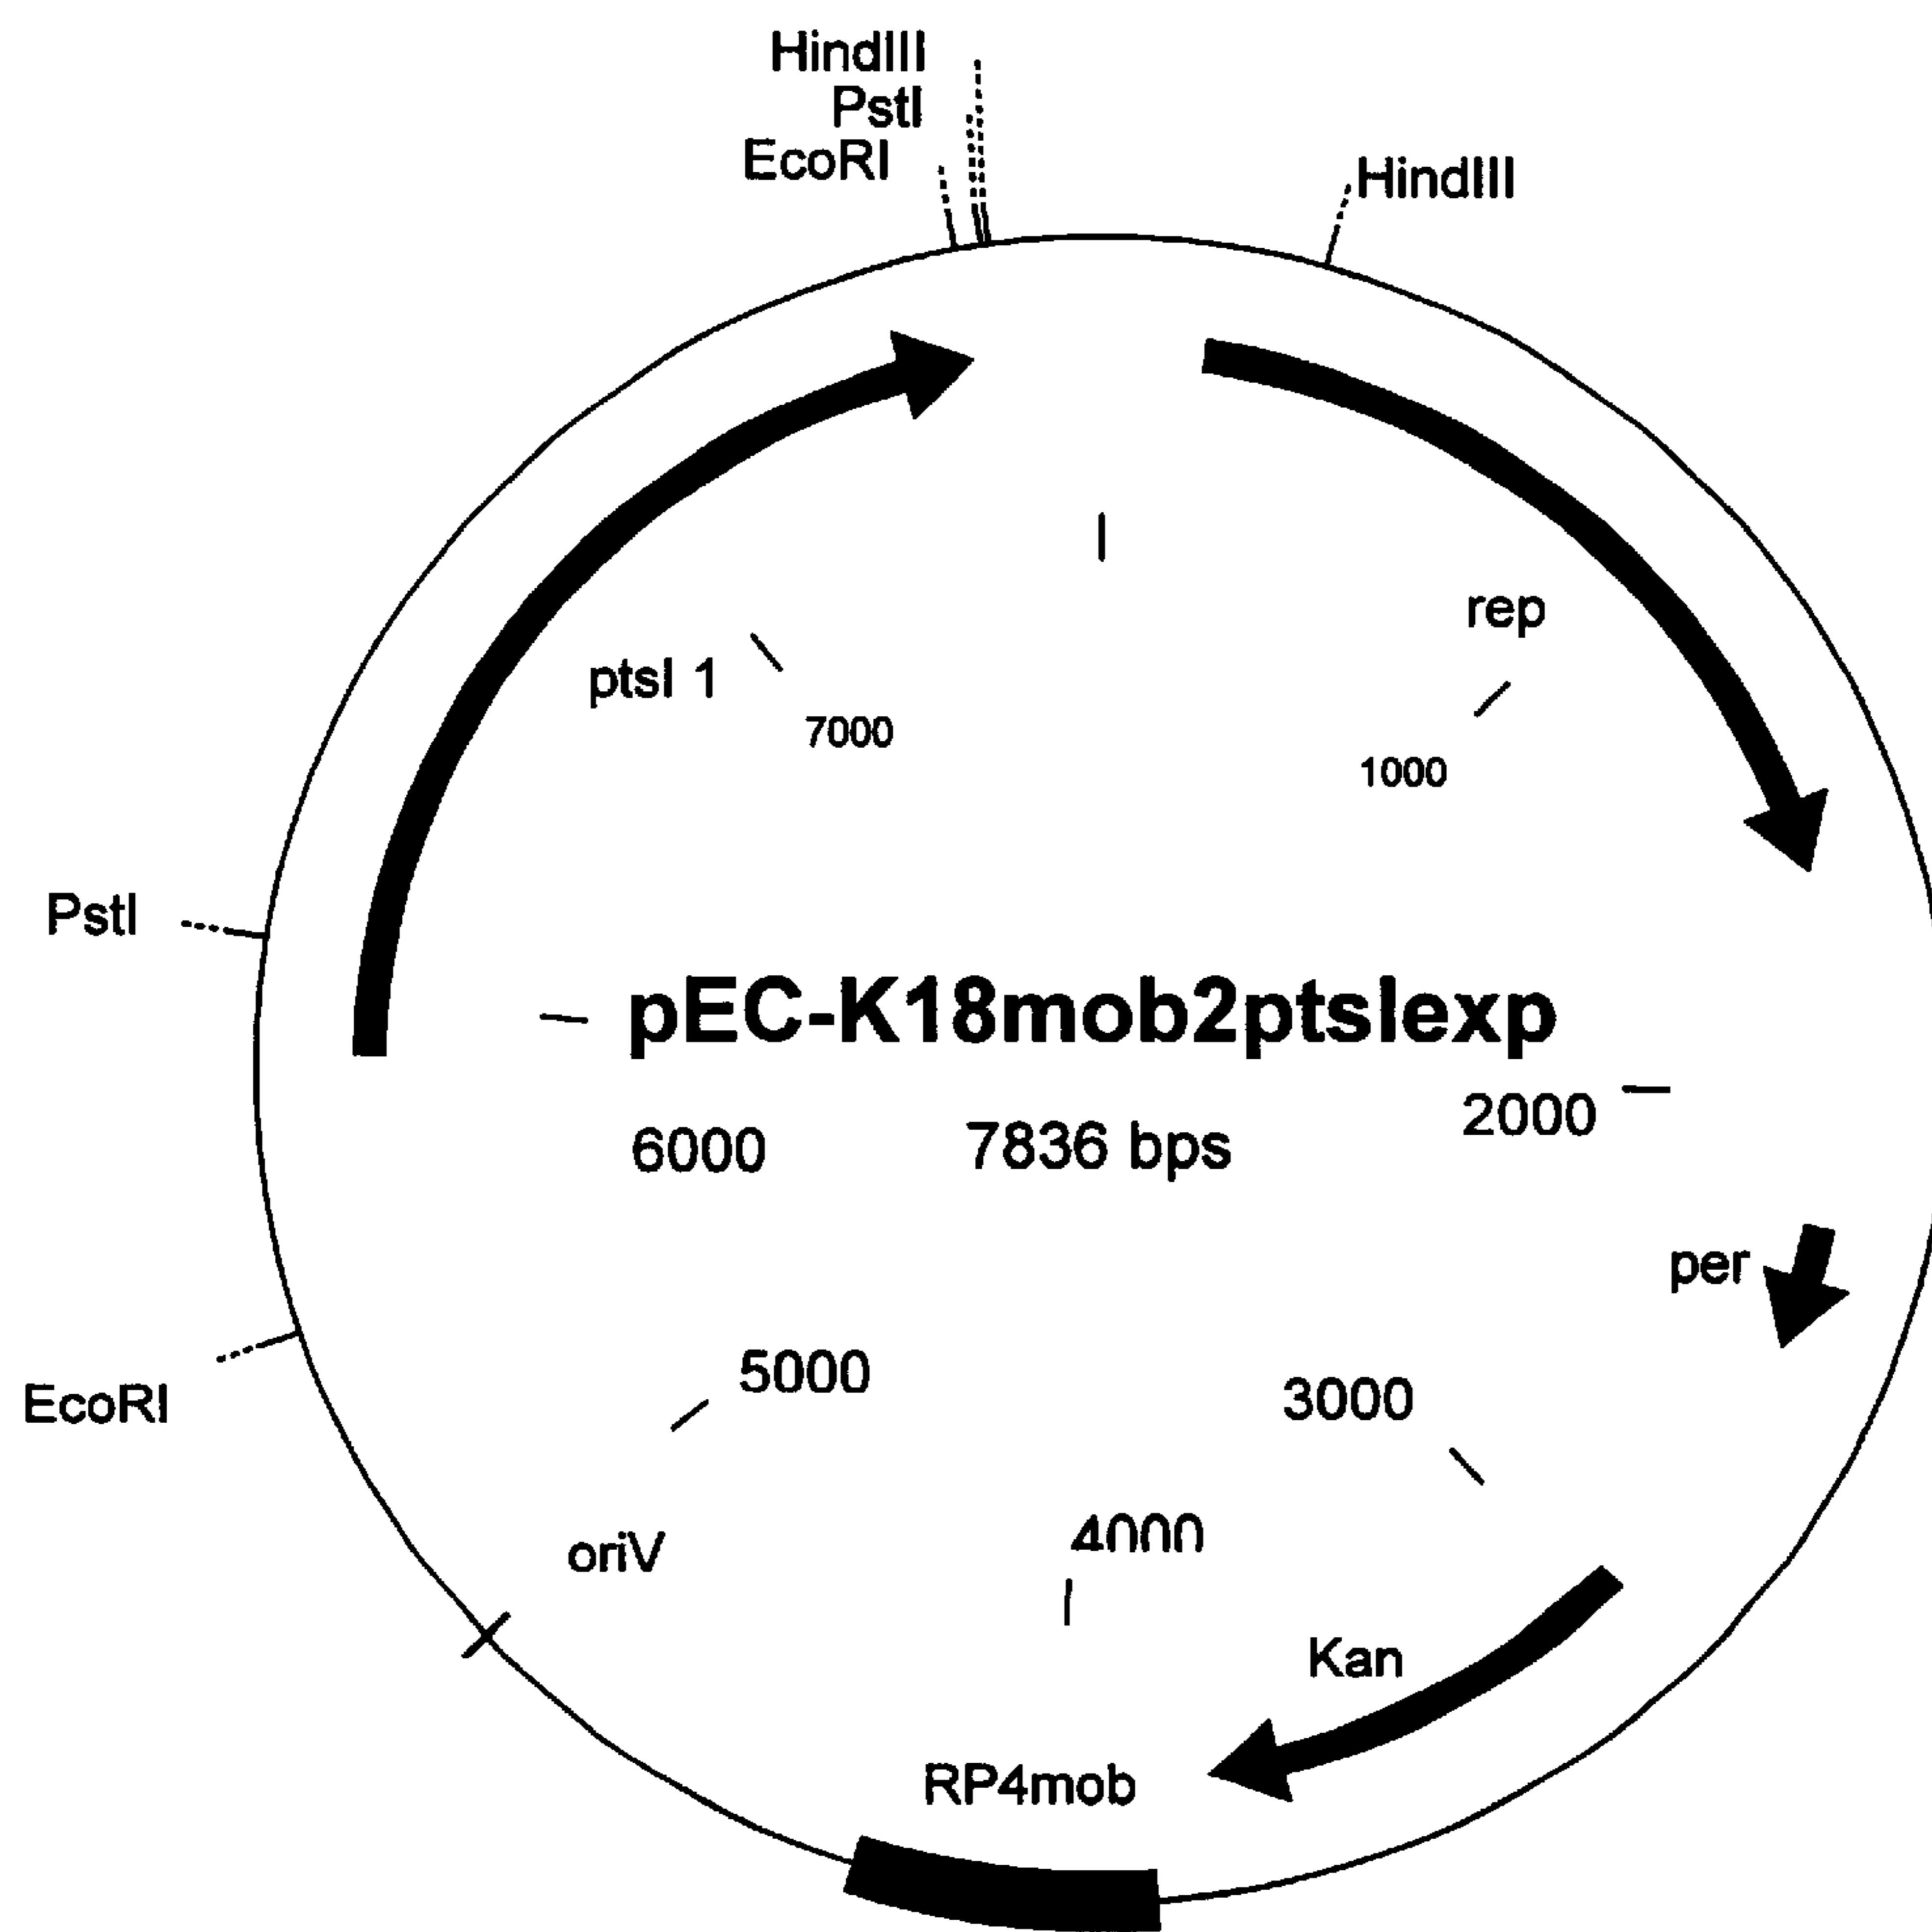 HindIII
PstI
EcoRI
HindIII
rep
ptsI 1
7000
1000
PstI
pEC-K18mob2ptsIexp
2000
6000
7836 bps
per
5000
3000
EcoRI
4000
oriV
Kan
RP4mob